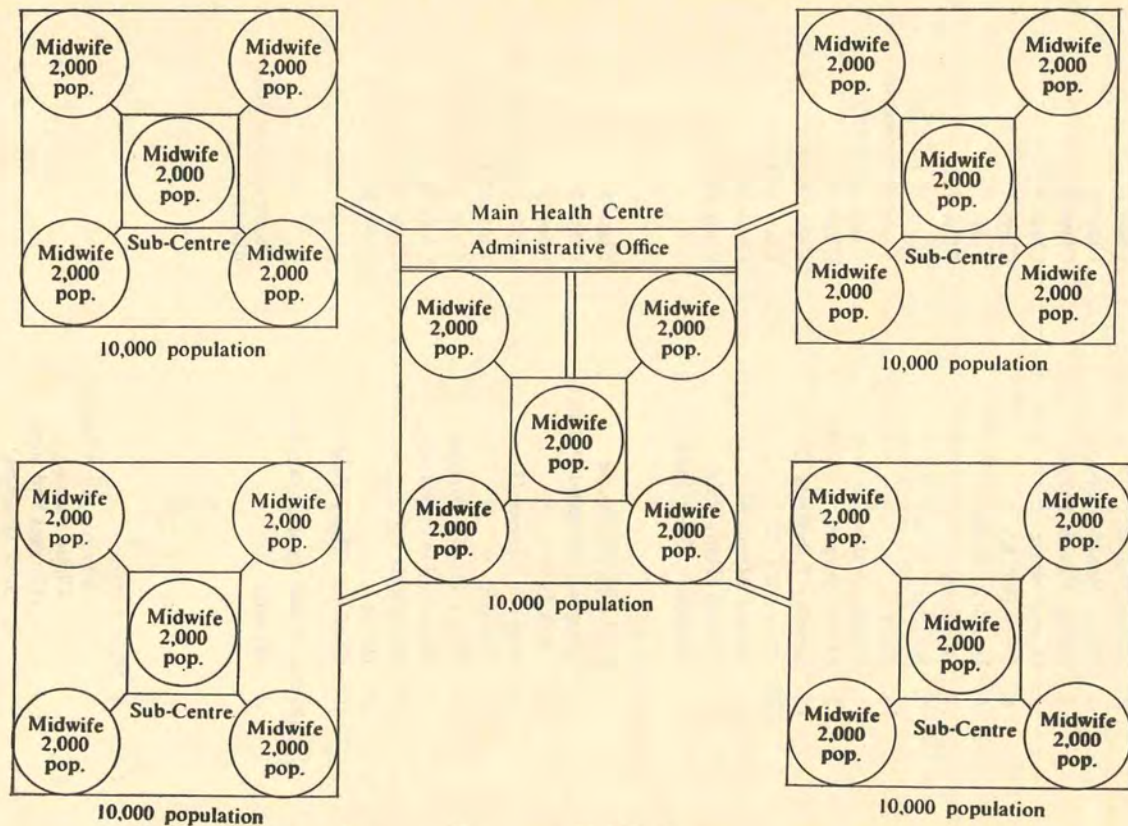 Midwife
2,000
pop.
Midwife
2,000
pop.
Midwife
2,000
pop.
Sub-Centre
Midwife
2,000
pop.
Midwife
2,000
pop.
10,000 population
Midwife
2,000
pop.
Midwife
2,000
pop.
Midwife
2,000
pop.
Sub-Centre
Midwife
2,000
pop.
Midwife
2,000
pop.
10,000 population
Main Health Centre
Administrative Office
Midwife
2,000
pop.
Midwife
2,000
pop.
Midwife
2,000
pop.
Midwife
2,000
pop.
Midwife
2,000
pop.
10,000 population
Midwife
2,000
pop.
Midwife
2,000
pop.
Midwife
2,000
pop.
Sub-Centre
Midwife
2,000
pop.
Midwife
2,000
pop.
10,000 population
Midwife
2,000
pop.
Midwife
2,000
pop.
Midwife
2,000
pop.
Sub-Centre
Midwife
2,000
pop.
Midwife
2,000
pop.
10,000 population